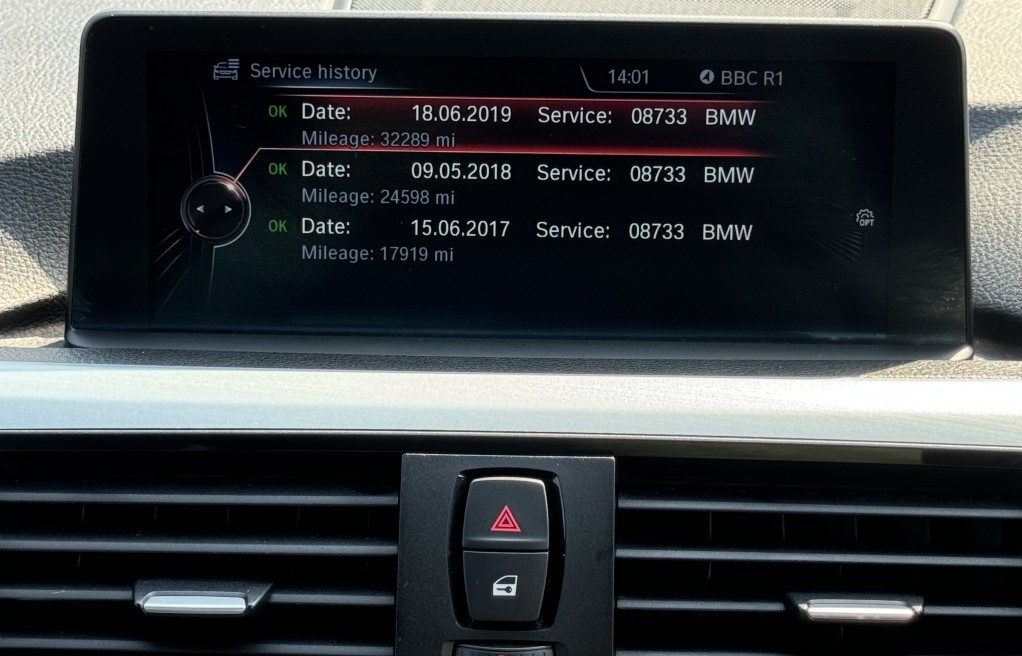 Service history 14:01 BBC R1
OK Date: 18.06.2019 Service: 08733 BMW
Mileage: 32289 mi
OK Date: 09.05.2018 Service: 08733 BMW
Mileage: 24598 mi
OPT
OK Date: 15.06.2017 Service: 08733 BMW
Mileage: 17919 mi